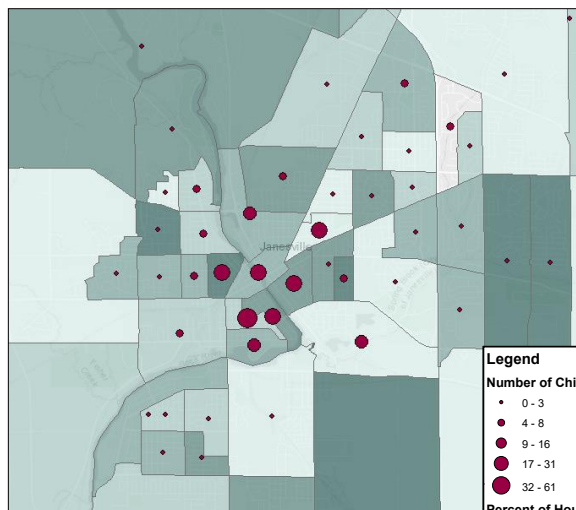 Janesville
Legend
Number of Chi
0 - 3
4 - 8
9 - 16
17 - 31
32 - 61
Percent of Hou